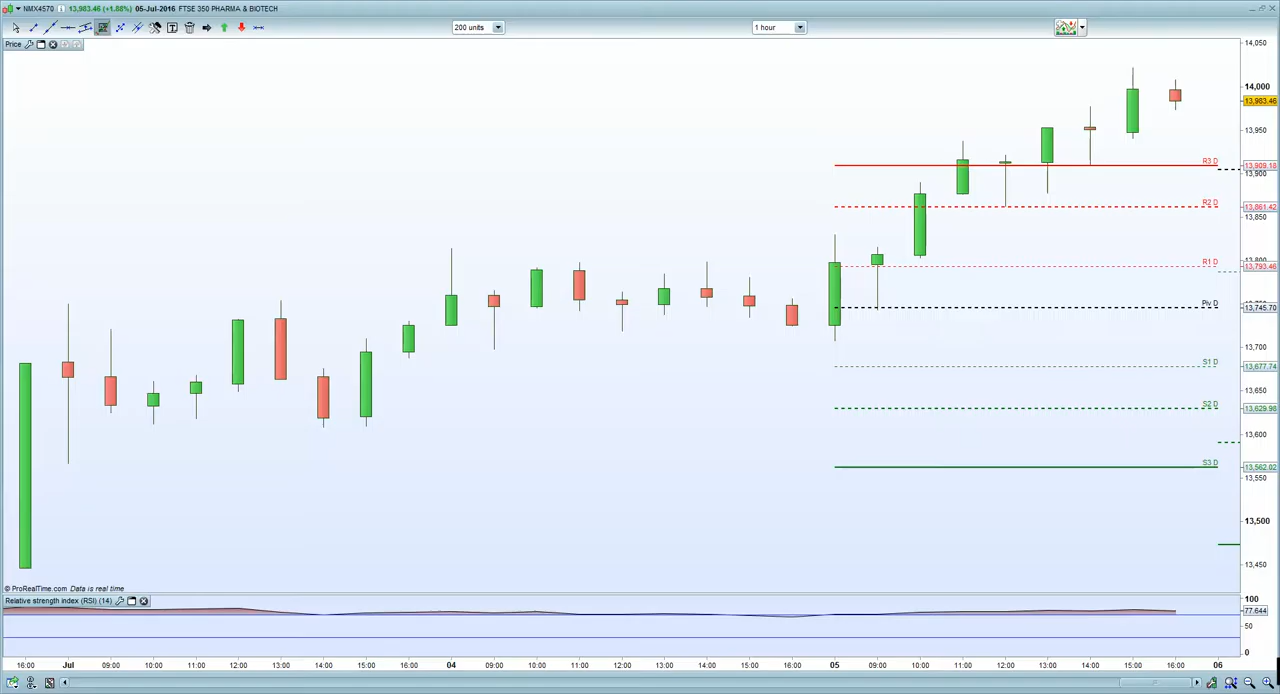 NMX4570 13,983.46 (+1.88%) 05-Jul-2016 FTSE 350 PHARMA & BIOTECH
200 units 1 hour
Price
14,050
14,000
13,983.46
13,950
R3 D 13,909.18
13,900
R2 D 13,861.42
13,850
13,800
R1 D 13,793.46
Piv D 13,745.70
13,700
S1 D 13,677.74
13,650
S2 D 13,629.98
13,600
S3 D 13,562.02
13,550
13,500
13,450
© ProRealTime.com Data is real time
Relative strength index (RSI) (14)
100
77.644
50
0
16:00 Jul 09:00 10:00 11:00 12:00 13:00 14:00 15:00 16:00 04 09:00 10:00 11:00 12:00 13:00 14:00 15:00 16:00 05 09:00 10:00 11:00 12:00 13:00 14:00 15:00 16:00 06